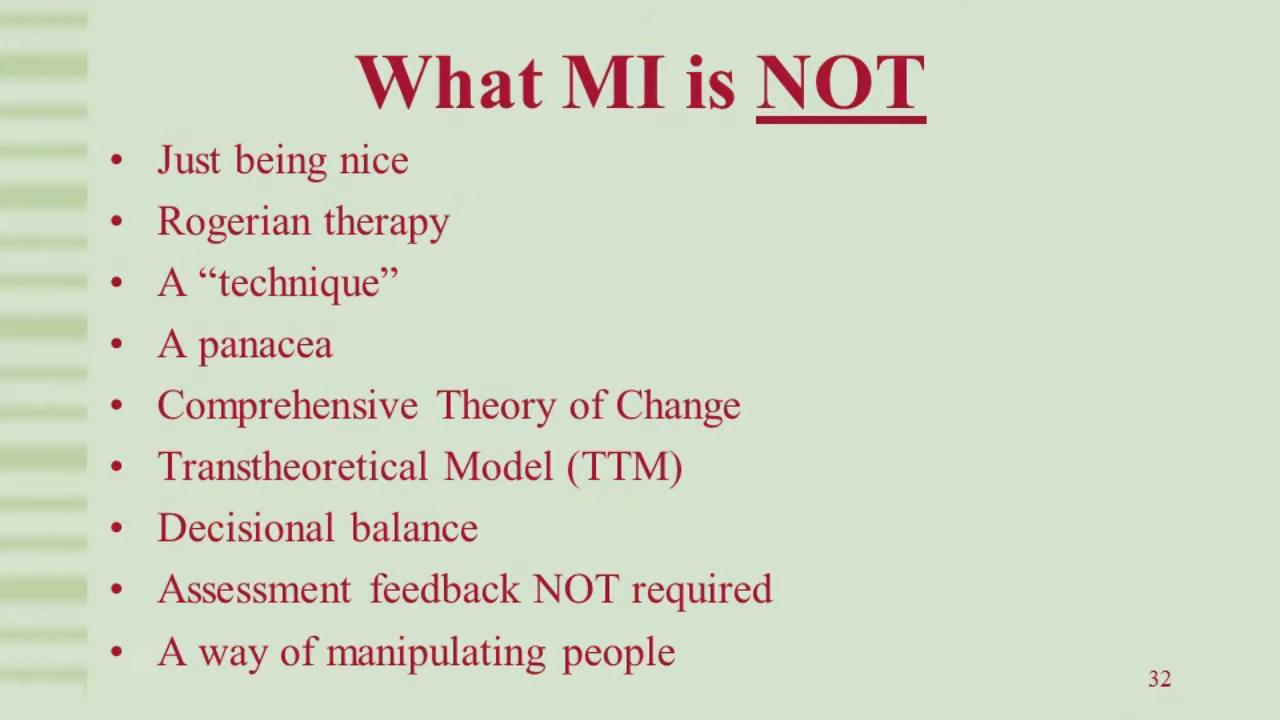 What MI is NOT
• Just being nice
• Rogerian therapy
• A “technique”
• A panacea
• Comprehensive Theory of Change
• Transtheoretical Model (TTM)
• Decisional balance
• Assessment feedback NOT required
• A way of manipulating people
32